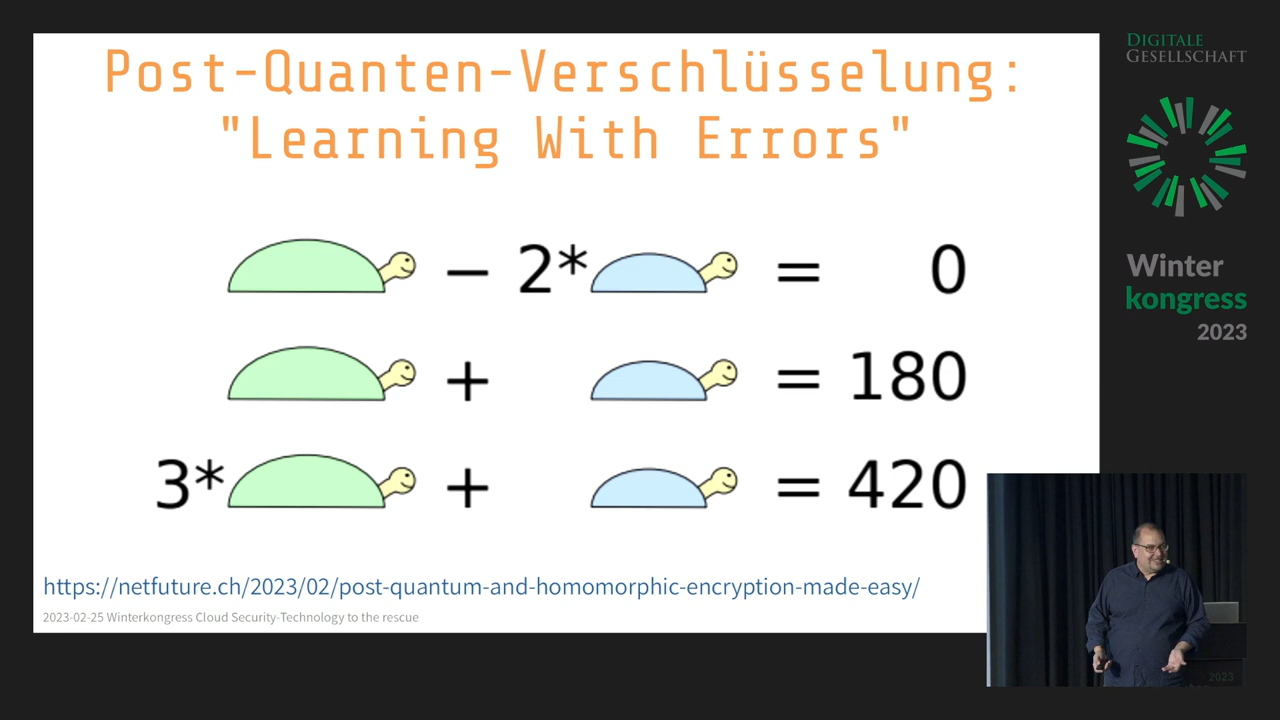 Post-Quanten-Verschlüsselung:
"Learning With Errors"
− 2* = 0
+ = 180
3* + = 420
https://netfuture.ch/2023/02/post-quantum-and-homomorphic-encryption-made-easy/
2023-02-25 Winterkongress Cloud Security-Technology to the rescue
DIGITALE
GESELLSCHAFT
Winter
kongress
2023
2023